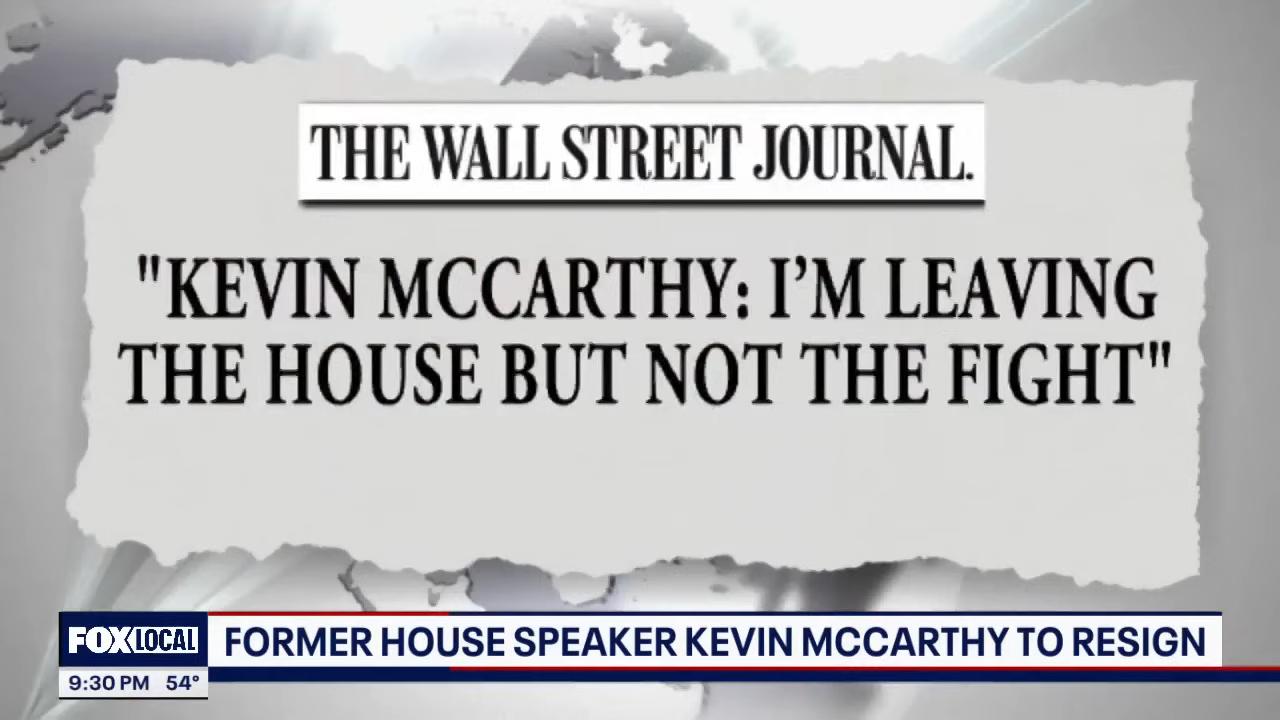 THE WALL STREET JOURNAL.
"KEVIN MCCARTHY: I’M LEAVING
THE HOUSE BUT NOT THE FIGHT"
FOX LOCAL
FORMER HOUSE SPEAKER KEVIN MCCARTHY TO RESIGN
9:30 PM 54°